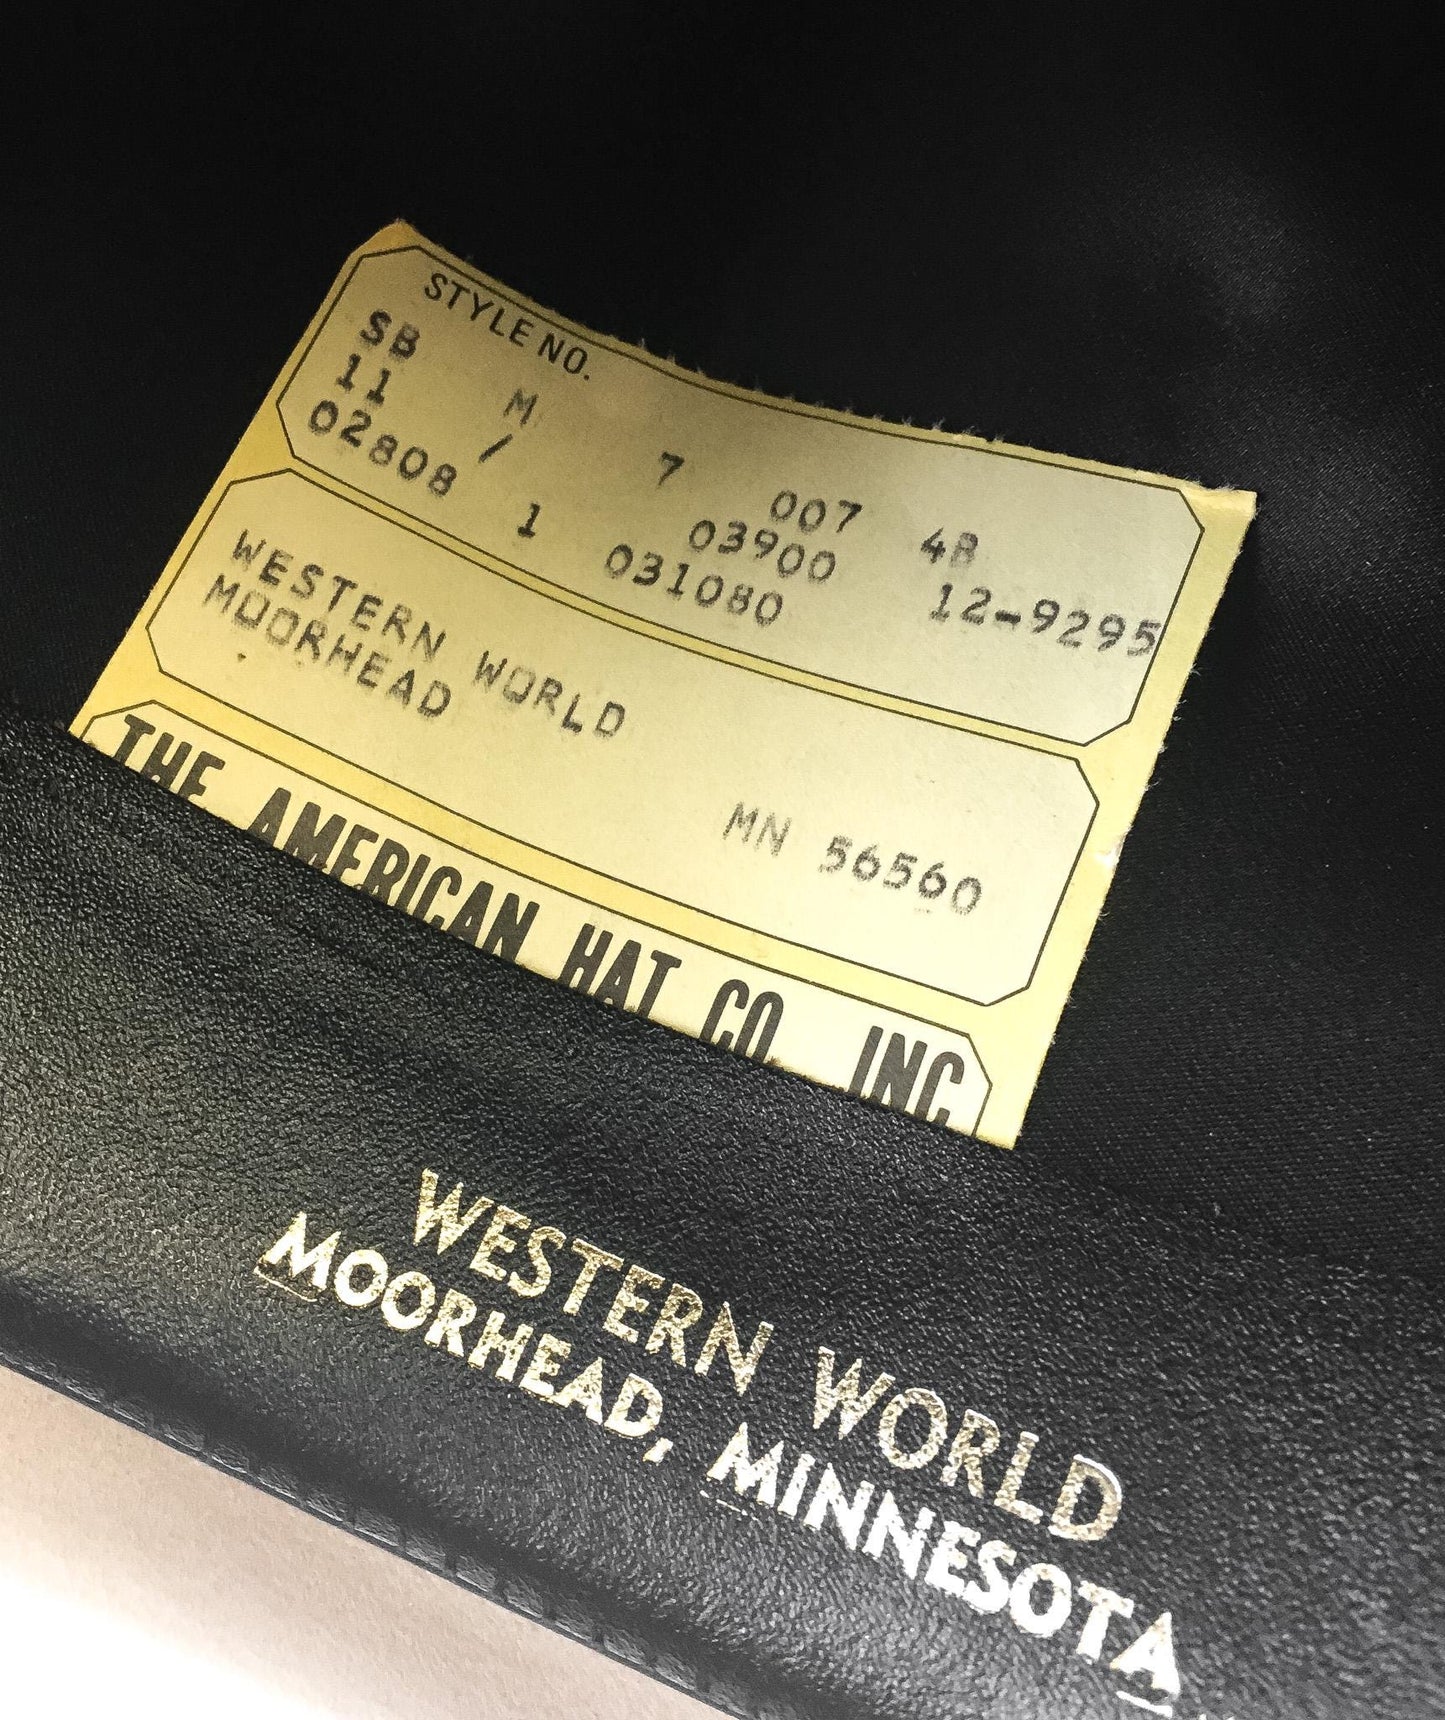 STYLE NO.
SB M 7 007
11 / 03900 12-9295
02808 1 031080
WESTERN WORLD
MOORHEAD
MN 56560
THE AMERICAN HAT CO. INC
WESTERN WORLD
MOORHEAD, MINNESOTA